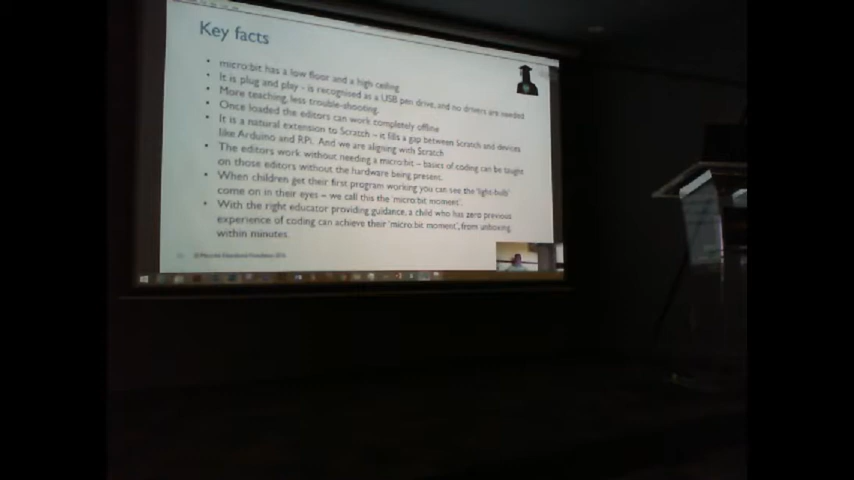 Key facts
• micro:bit has a low floor and a high ceiling
• It is plug and play - is recognised as a USB pen drive, and no drivers are needed
• More teaching, less trouble-shooting.
• Once loaded the editors can work completely offline
• It is a natural extension to Scratch – it fills a gap between Scratch and devices
like Arduino and RPi. And we are aligning with Scratch
• The editors work without needing a micro:bit – basics of coding can be taught
on those editors without the hardware being present.
• When children get their first program working you can see the 'light-bulb'
come on in their eyes – we call this the 'micro:bit moment'.
• With the right educator providing guidance, a child who has zero previous
experience of coding can achieve their 'micro:bit moment', from unboxing
within minutes.